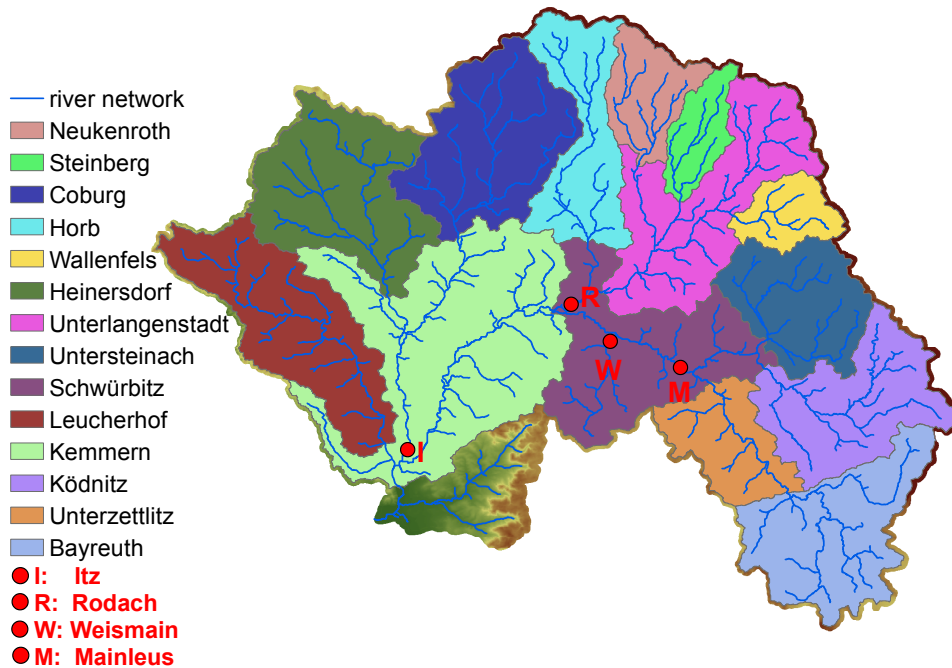 river network
Neukenroth
Steinberg
Coburg
Horb
Wallenfels
Heinersdorf
Unterlangenstadt
Untersteinach
Schwürbitz
Leucherhof
Kemmern
Ködnitz
Unterzettlitz
Bayreuth
I: Itz
R: Rodach
W: Weismain
M: Mainleus
R
W
M
I